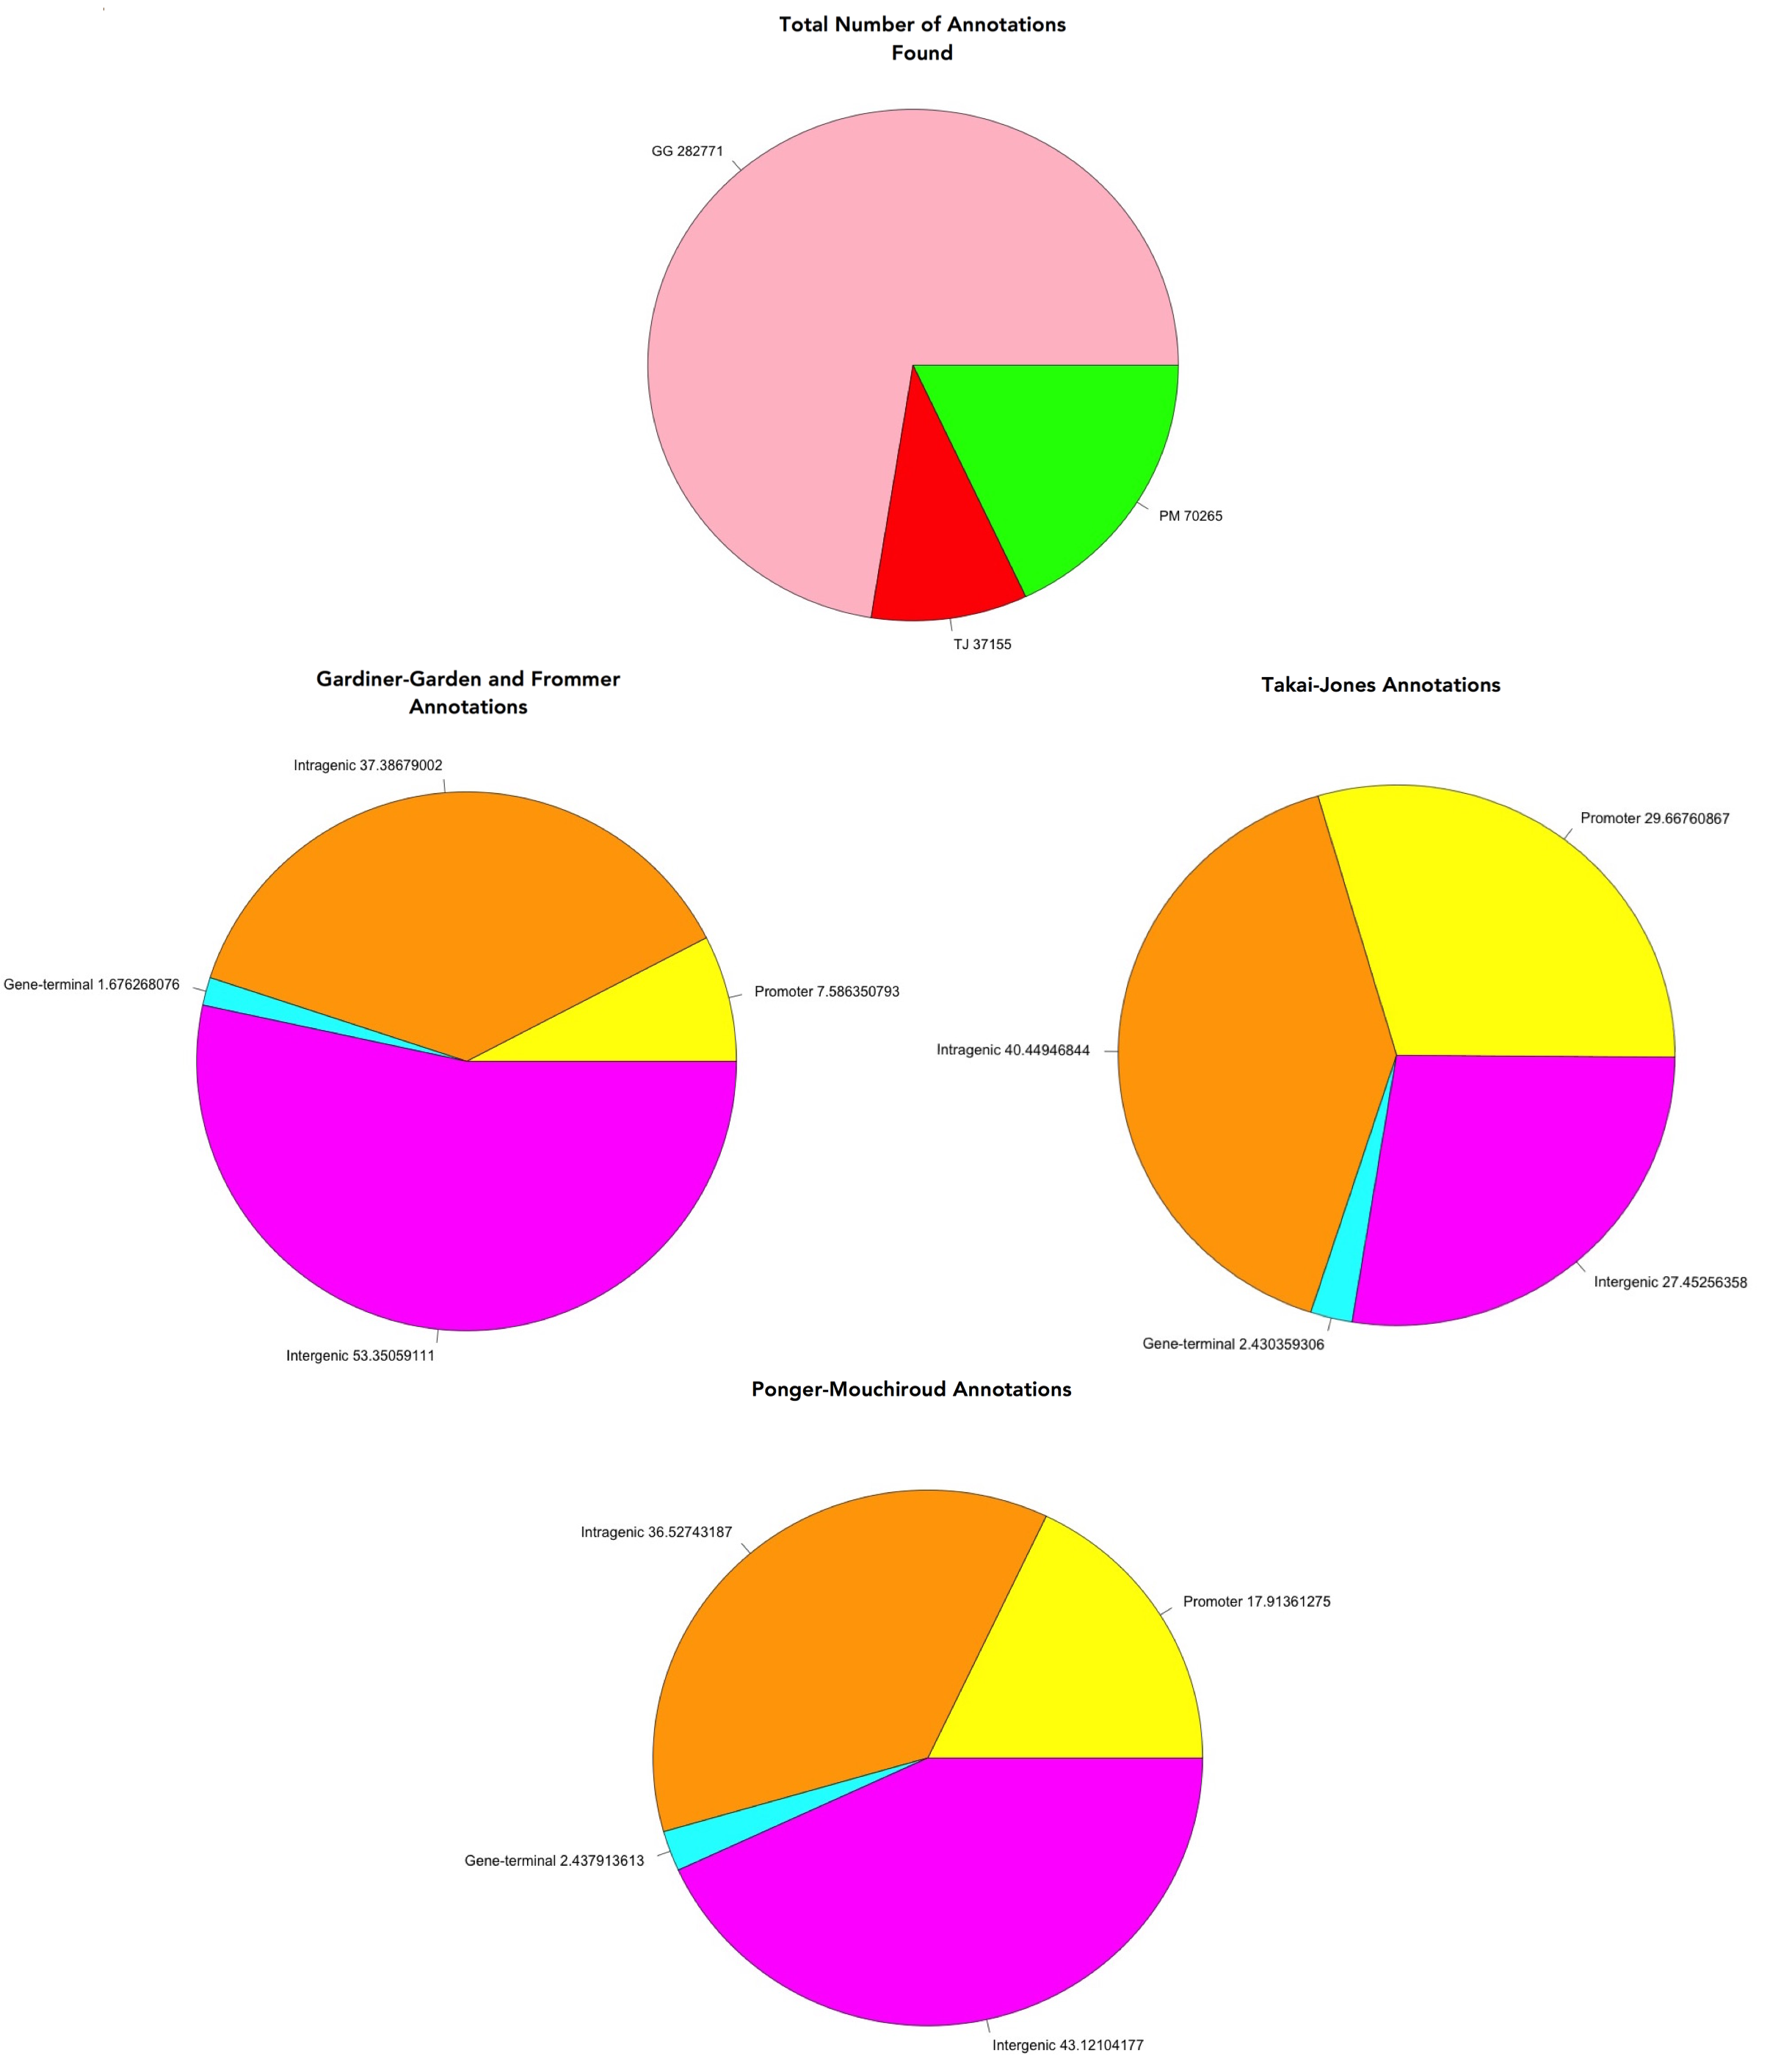 Total Number of Annotations
Found
GG 282771
PM 70265
TJ 37155
Gardiner-Garden and Frommer
Annotations
Intragenic 37.38679002
Gene-terminal 1.676268076
Promoter 7.586350793
Intergenic 53.35059111
Takai-Jones Annotations
Promoter 29.66760867
Intragenic 40.44946844
Intergenic 27.45256358
Gene-terminal 2.430359306
Ponger-Mouchiroud Annotations
Intragenic 36.52743187
Promoter 17.91361275
Gene-terminal 2.437913613
Intergenic 43.12104177